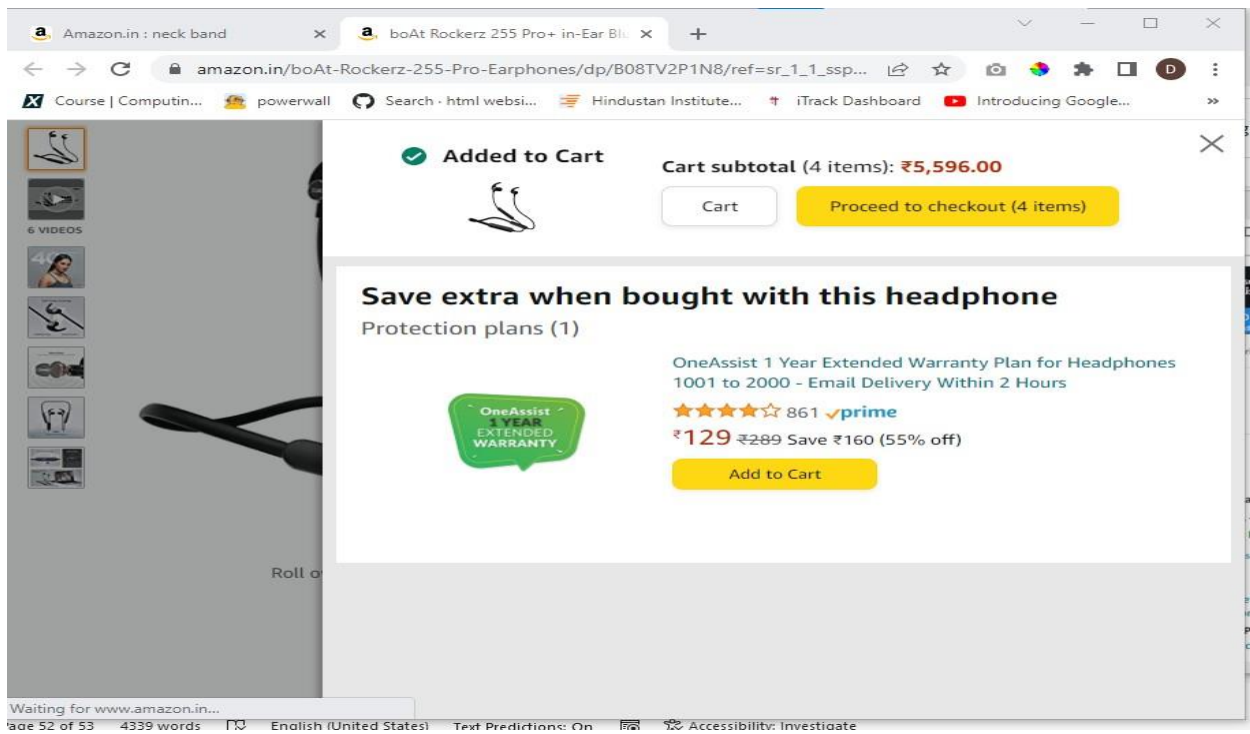 a Amazon.in : neck band
a boAt Rockerz 255 Pro+ in-Ear Blu
amazon.in/boAt-Rockerz-255-Pro-Earphones/dp/B08TV2P1N8/ref=sr_1_1_ssp...
D
X Course | Computin...
powerwall
Search · html websi...
Hindustan Institute...
iTrack Dashboard
Introducing Google...
»
Added to Cart
Cart subtotal (4 items): ₹5,596.00
Cart
Proceed to checkout (4 items)
6 VIDEOS
Save extra when bought with this headphone
Protection plans (1)
OneAssist
1 YEAR
EXTENDED
WARRANTY
OneAssist 1 Year Extended Warranty Plan for Headphones
1001 to 2000 - Email Delivery Within 2 Hours
861 prime
₹129 ₹289 Save ₹160 (55% off)
Add to Cart
Roll o
Waiting for www.amazon.in...
Page 52 of 53 4339 words English (United States) Text Predictions: On Accessibility: Investigate